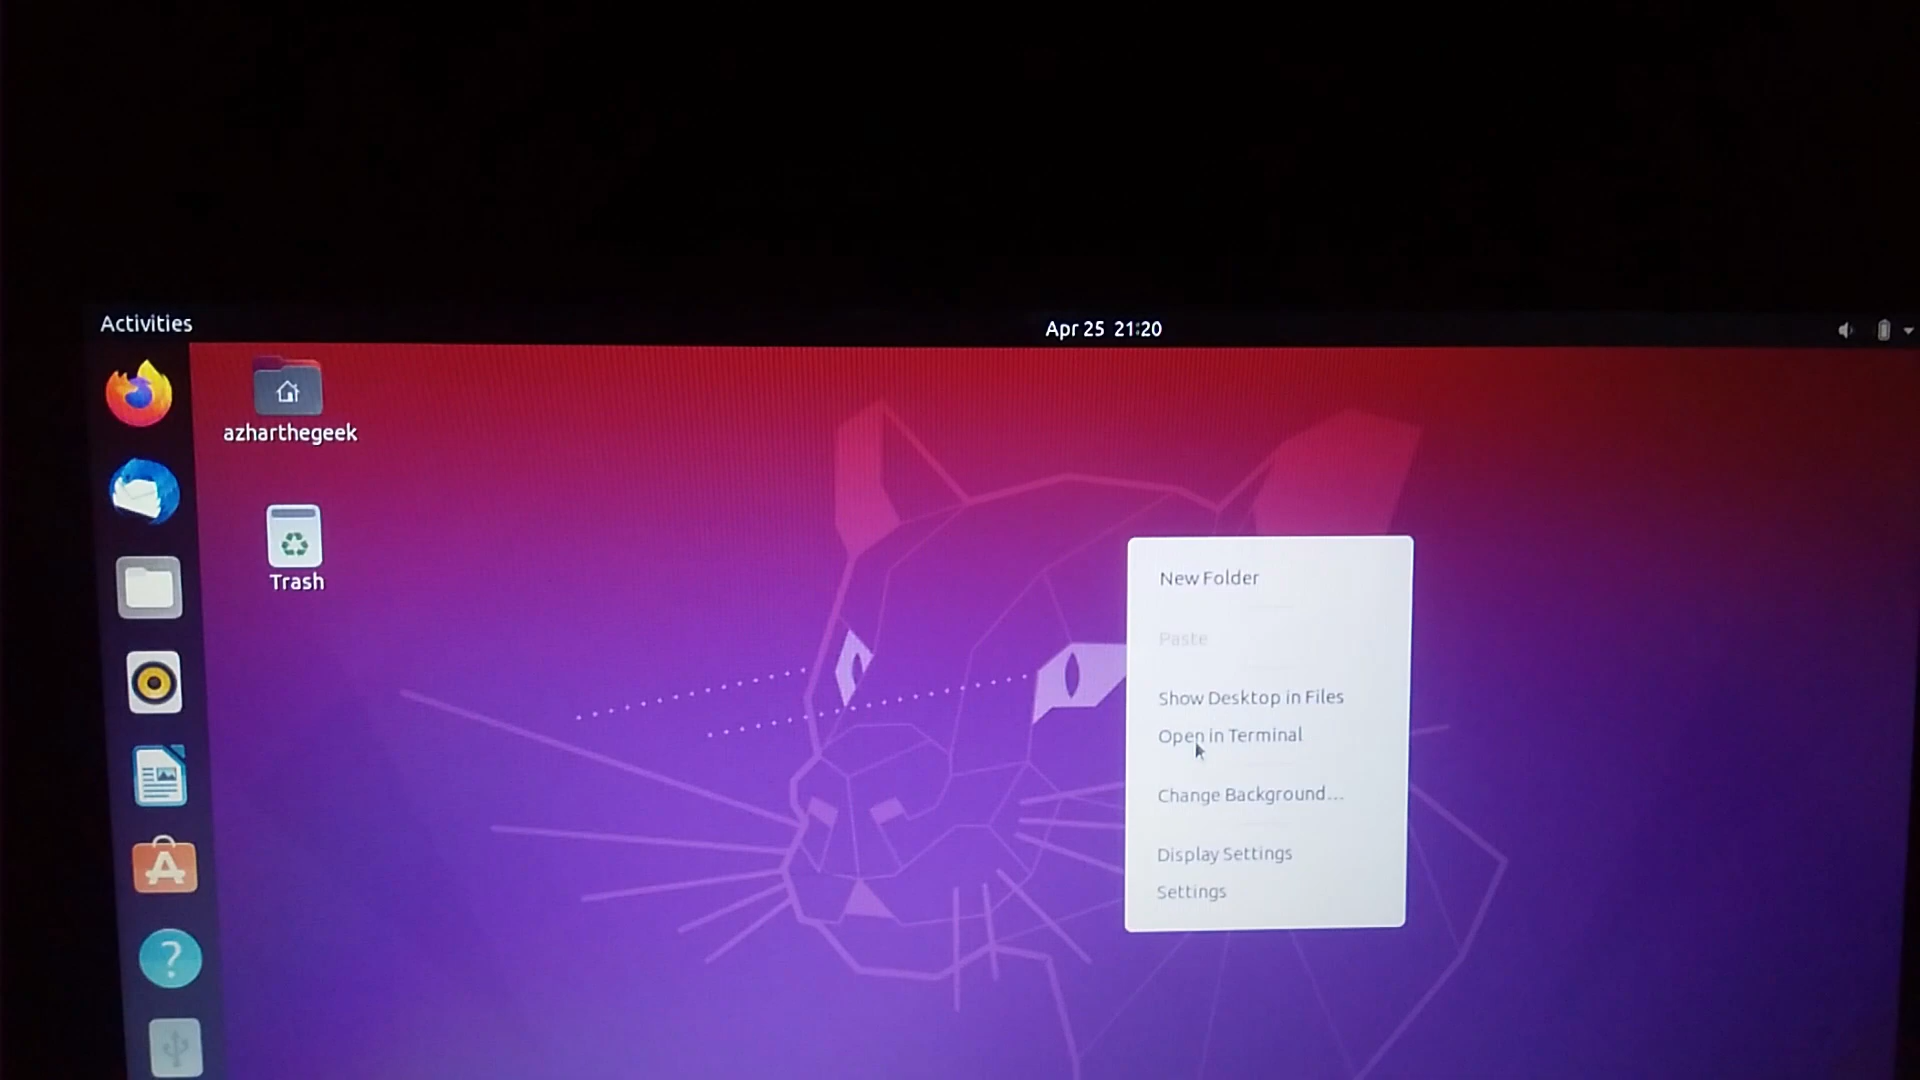 Activities
Apr 25 21:20
azharthegeek
Trash
New Folder
Paste
Show Desktop in Files
Open in Terminal
Change Background...
Display Settings
Settings